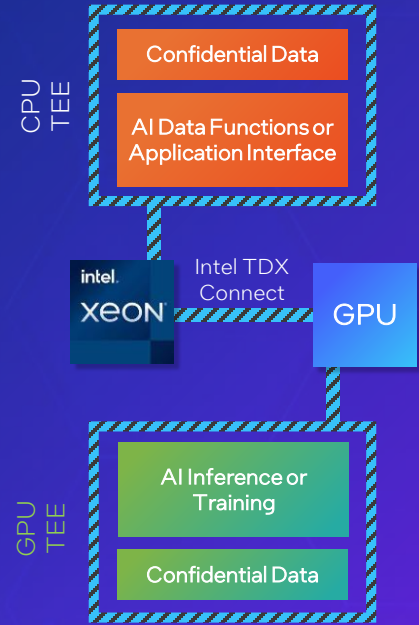 CPU
TEE
Confidential Data
AI Data Functions or
Application Interface
intel.
xeon
Intel TDX
Connect
GPU
GPU
TEE
AI Inference or
Training
Confidential Data